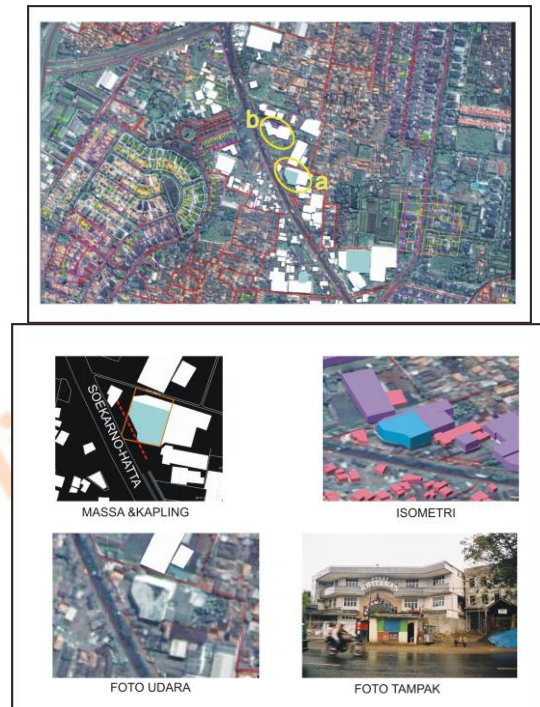 b
a
SOEKARNO-HATTA
MASSA &KAPLING
ISOMETRI
FOTO UDARA
FOTO TAMPAK